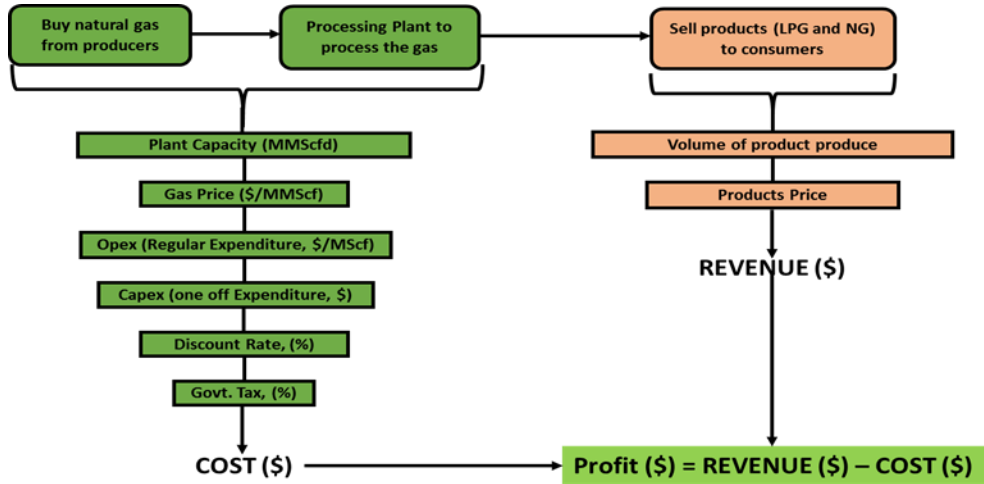 Buy natural gas
from producers
Processing Plant to
process the gas
Sell products (LPG and NG)
to consumers
Plant Capacity (MMScfd)
Gas Price ($/MMScf)
Opex (Regular Expenditure, $/MScf)
Capex (one off Expenditure, $)
Discount Rate, (%)
Govt. Tax, (%)
COST ($)
Volume of product produce
Products Price
REVENUE ($)
Profit ($) = REVENUE ($) – COST ($)